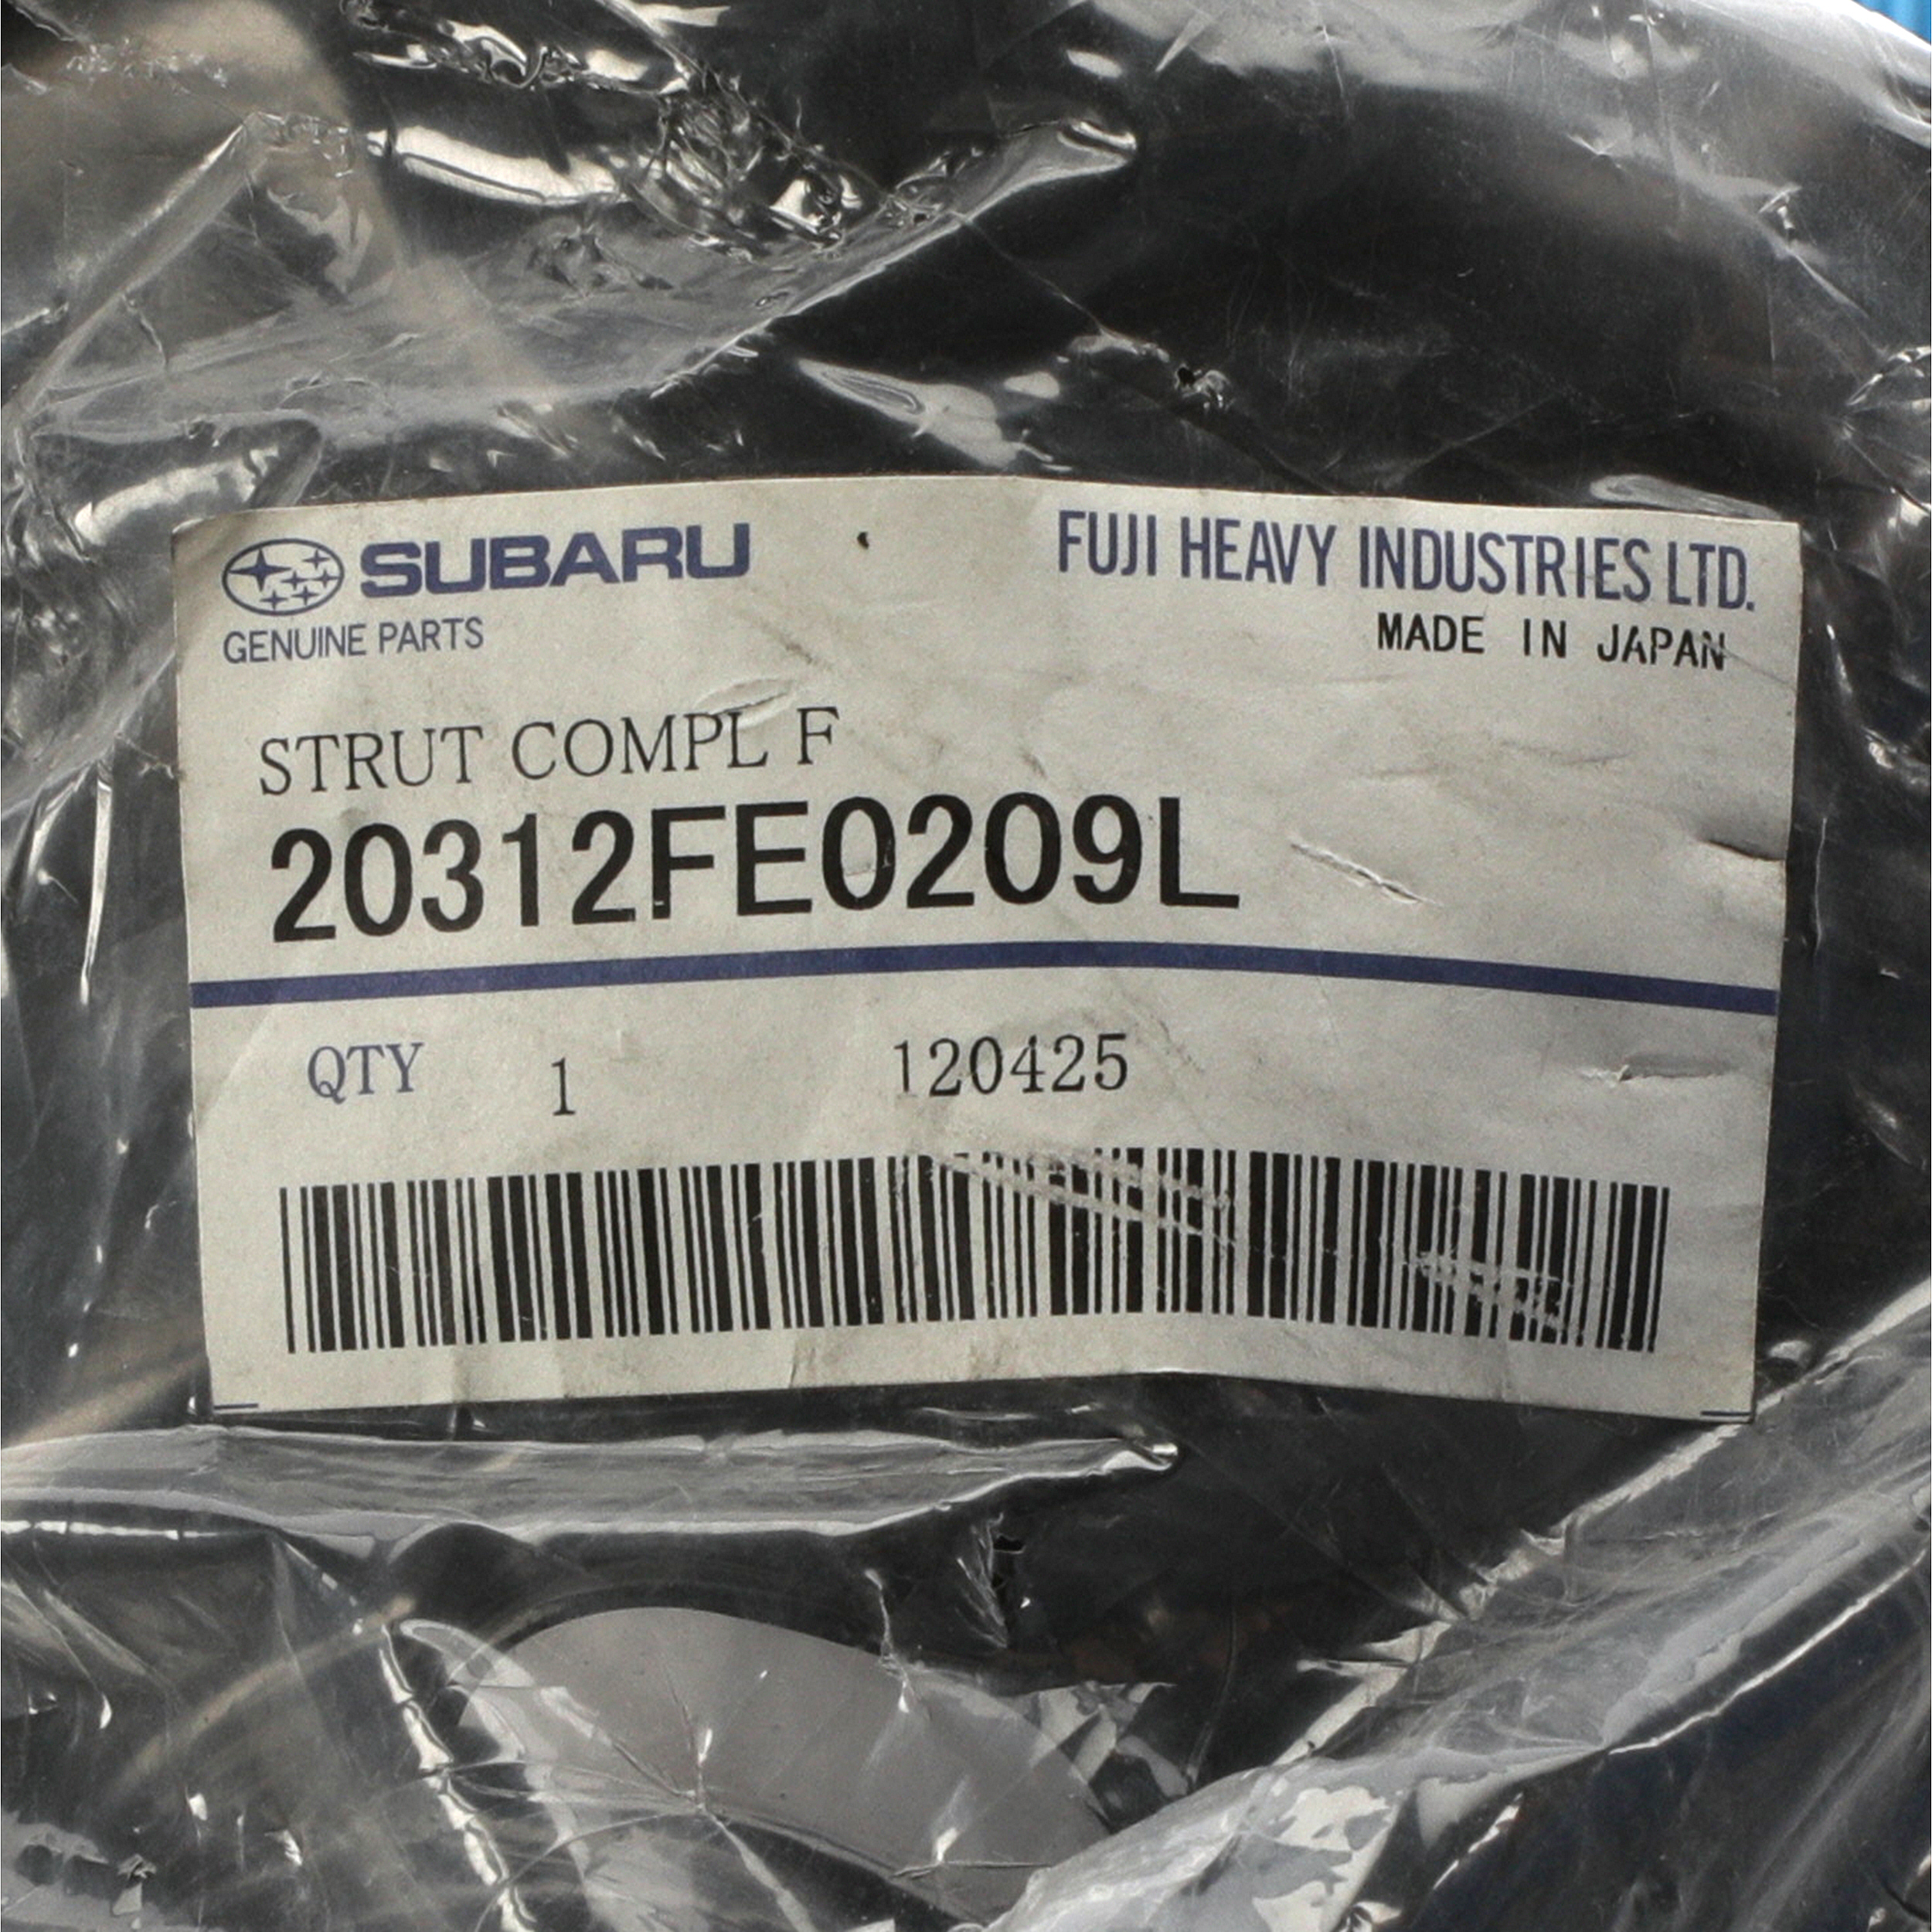 SUBARU
GENUINE PARTS
FUJI HEAVY INDUSTRIES LTD.
MADE IN JAPAN
STRUT COMPL F
20312FE0209L
QTY 1 120425